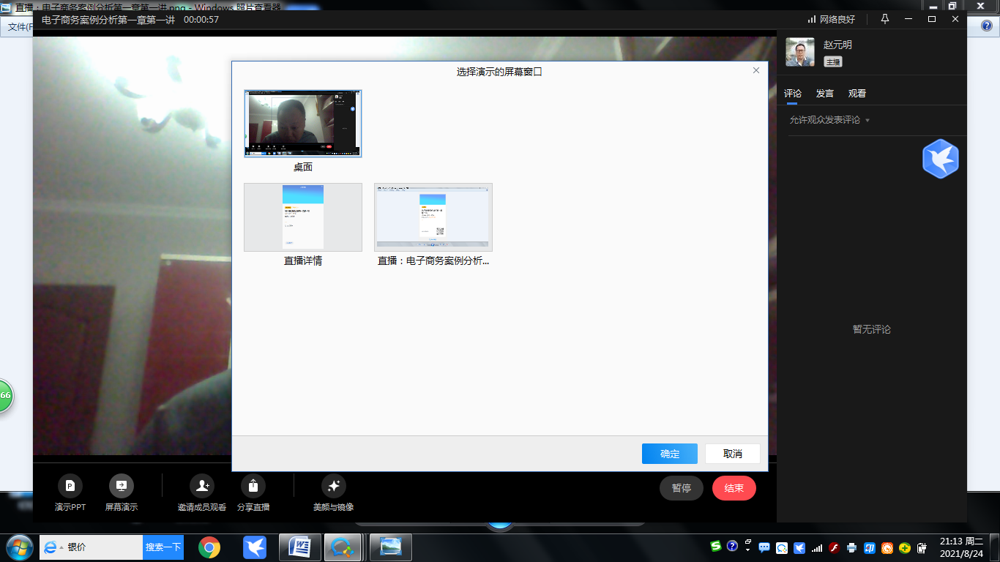 直播：电子商务案例分析第一章第一讲.png - Windows 照片查看器
文件(F
电子商务案例分析第一章第一讲 00:00:57
网络良好
赵元明
主播
评论 发言 观看
允许观众发表评论
暂无评论
选择演示的屏幕窗口
桌面
直播详情 直播：电子商务案例分析...
确定 取消
66
演示PPT 屏幕演示 邀请成员观看 分享直播 美颜与镜像
暂停 结束
银价 搜索一下
21:13 周二
2021/8/24